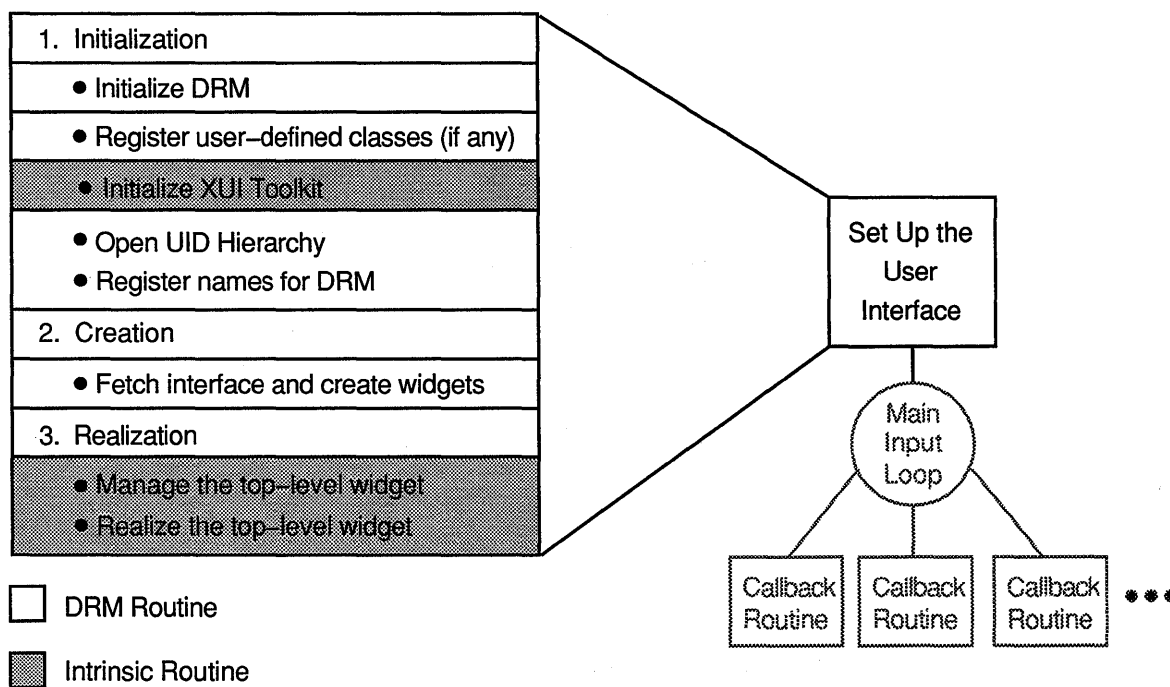 1. Initialization
• Initialize DRM
• Register user–defined classes (if any)
• Initialize XUI Toolkit
• Open UID Hierarchy
• Register names for DRM
2. Creation
• Fetch interface and create widgets
3. Realization
• Manage the top–level widget
• Realize the top–level widget
DRM Routine
Intrinsic Routine
Set Up the
User
Interface
Main
Input
Loop
Callback
Routine
Callback
Routine
Callback
Routine
•••